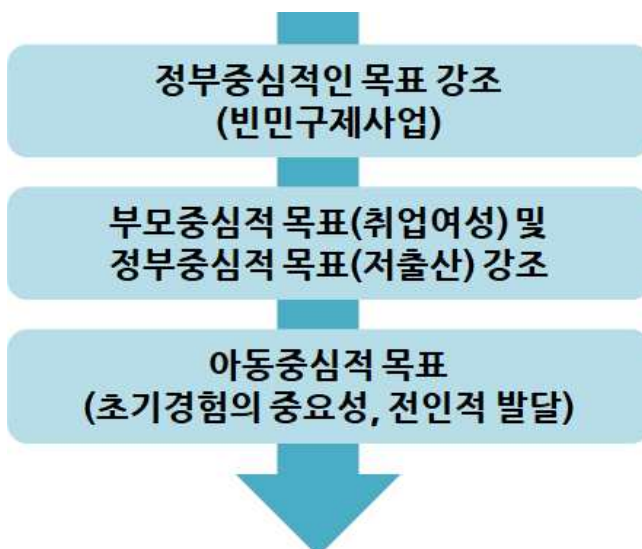 정부중심적인 목표 강조
(빈민구제사업)
부모중심적 목표(취업여성) 및
정부중심적 목표(저출산) 강조
아동중심적 목표
(초기경험의 중요성, 전인적 발달)